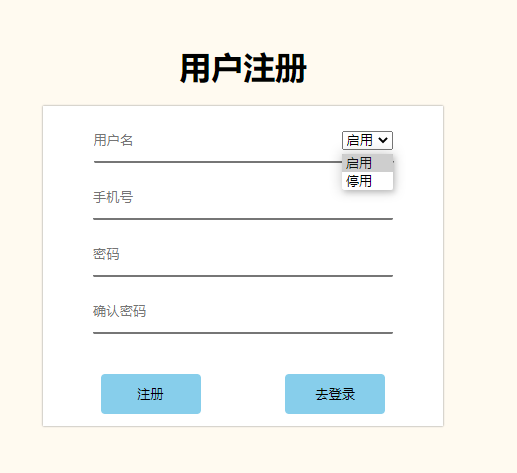 用户注册
用户名 启用
启用
停用
手机号
密码
确认密码
注册 去登录